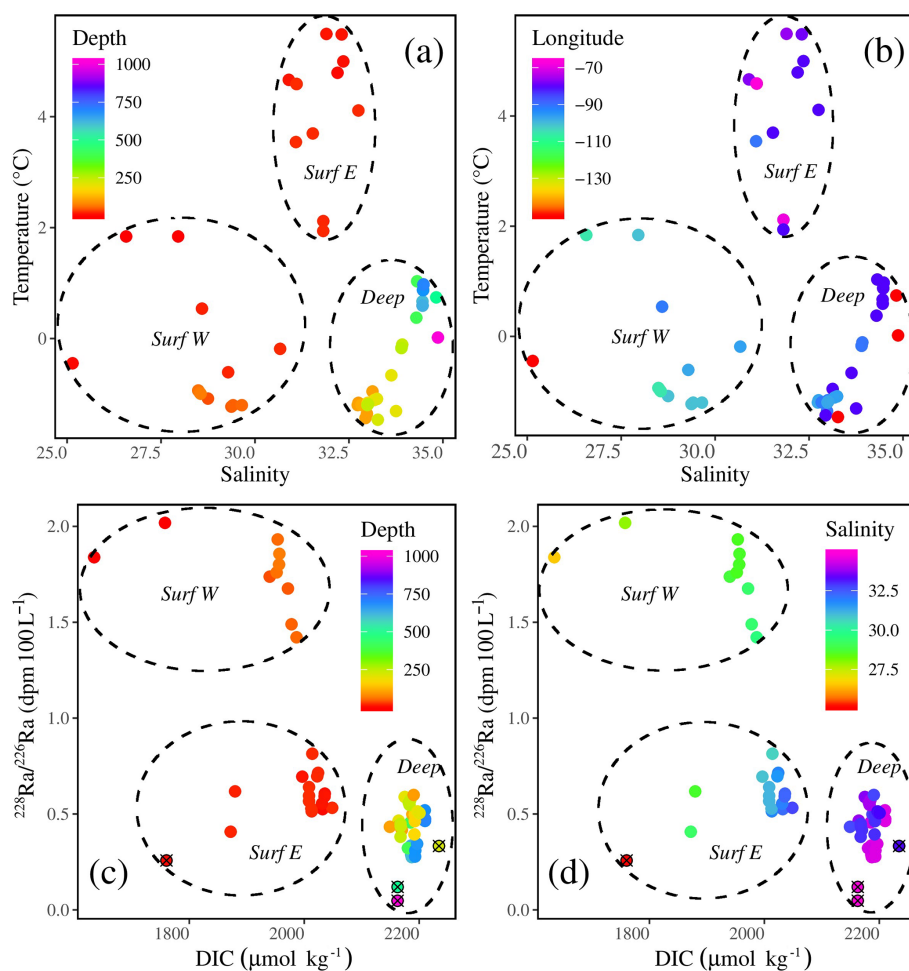 Depth
1000
750
500
250
(a)
Surf E
Surf W
Deep
4
2
0
Temperature (°C)
25.0 27.5 30.0 32.5 35.0
Salinity
Longitude
−70
−90
−110
−130
(b)
Surf E
Surf W
Deep
4
2
0
Temperature (°C)
25.0 27.5 30.0 32.5 35.0
Salinity
Depth
1000
750
500
250
Surf W
Surf E
Deep
(c)
2.0
1.5
1.0
0.5
0.0
²²⁸Ra/²²⁶Ra (dpm 100 L⁻¹)
1800 2000 2200
DIC (μmol kg⁻¹)
Salinity
32.5
30.0
27.5
Surf W
Surf E
Deep
(d)
2.0
1.5
1.0
0.5
0.0
²²⁸Ra/²²⁶Ra (dpm 100 L⁻¹)
1800 2000 2200
DIC (μmol kg⁻¹)